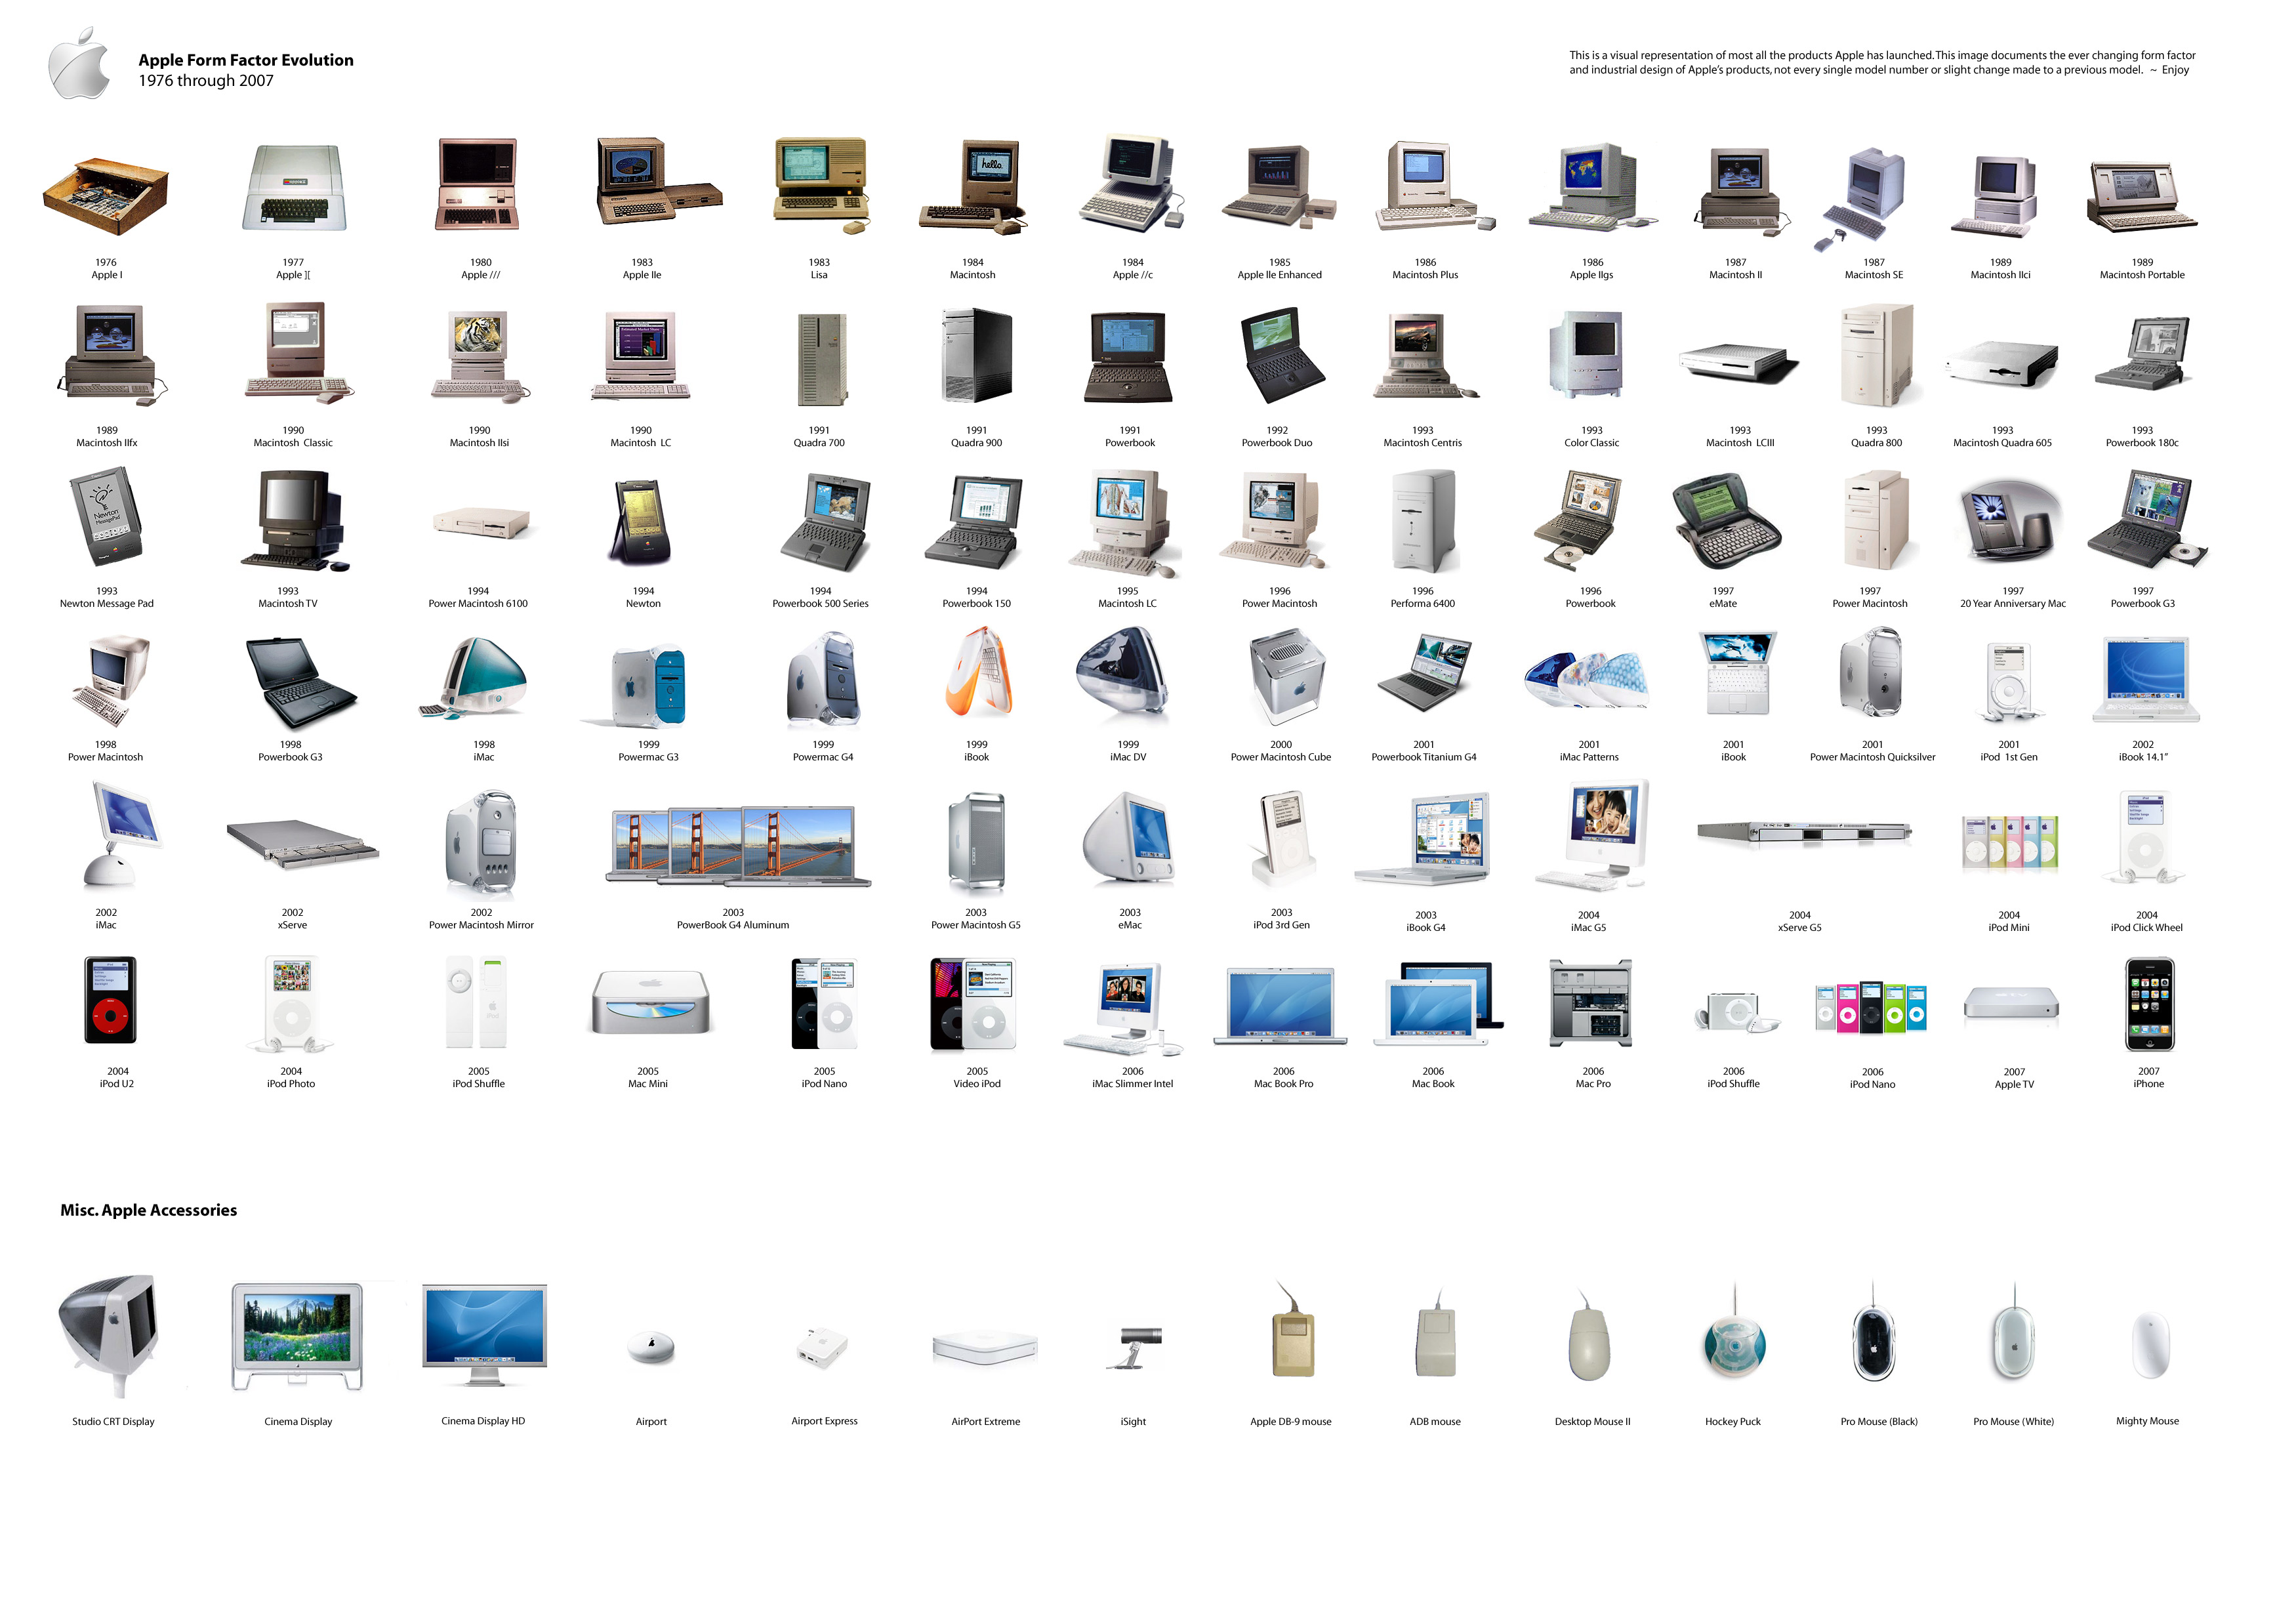 Apple Form Factor Evolution
1976 through 2007
This is a visual representation of most all the products Apple has launched. This image documents the ever changing form factor
and industrial design of Apple's products, not every single model number or slight change made to a previous model. ~ Enjoy
hello.
1976
Apple I
1977
Apple ][
1980
Apple ///
1983
Apple IIe
1983
Lisa
1984
Macintosh
1984
Apple //c
1985
Apple IIe Enhanced
1986
Macintosh Plus
1986
Apple IIgs
1987
Macintosh II
1987
Macintosh SE
1989
Macintosh IIci
1989
Macintosh Portable
1989
Macintosh IIfx
1990
Macintosh Classic
1990
Macintosh IIsi
1990
Macintosh LC
1991
Quadra 700
1991
Quadra 900
1991
Powerbook
1992
Powerbook Duo
1993
Macintosh Centris
1993
Color Classic
1993
Macintosh LCIII
1993
Quadra 800
1993
Macintosh Quadra 605
1993
Powerbook 180c
Newton
MessagePad
1993
Newton Message Pad
1993
Macintosh TV
1994
Power Macintosh 6100
1994
Newton
1994
Powerbook 500 Series
1994
Powerbook 150
1995
Macintosh LC
1996
Power Macintosh
1996
Performa 6400
1996
Powerbook
1997
eMate
1997
Power Macintosh
1997
20 Year Anniversary Mac
1997
Powerbook G3
1998
Power Macintosh
1998
Powerbook G3
1998
iMac
1999
Powermac G3
1999
Powermac G4
1999
iBook
1999
iMac DV
2000
Power Macintosh Cube
2001
Powerbook Titanium G4
2001
iMac Patterns
2001
iBook
2001
Power Macintosh Quicksilver
2001
iPod 1st Gen
2002
iBook 14.1"
2002
iMac
2002
xServe
2002
Power Macintosh Mirror
2003
PowerBook G4 Aluminum
2003
Power Macintosh G5
2003
eMac
2003
iPod 3rd Gen
2003
iBook G4
2004
iMac G5
2004
xServe G5
2004
iPod Mini
2004
iPod Click Wheel
2004
iPod U2
2004
iPod Photo
2005
iPod Shuffle
2005
Mac Mini
2005
iPod Nano
2005
Video iPod
2006
iMac Slimmer Intel
2006
Mac Book Pro
2006
Mac Book
2006
Mac Pro
2006
iPod Shuffle
2006
iPod Nano
2007
Apple TV
2007
iPhone
Misc. Apple Accessories
Studio CRT Display
Cinema Display
Cinema Display HD
Airport
Airport Express
AirPort Extreme
iSight
Apple DB-9 mouse
ADB mouse
Desktop Mouse II
Hockey Puck
Pro Mouse (Black)
Pro Mouse (White)
Mighty Mouse